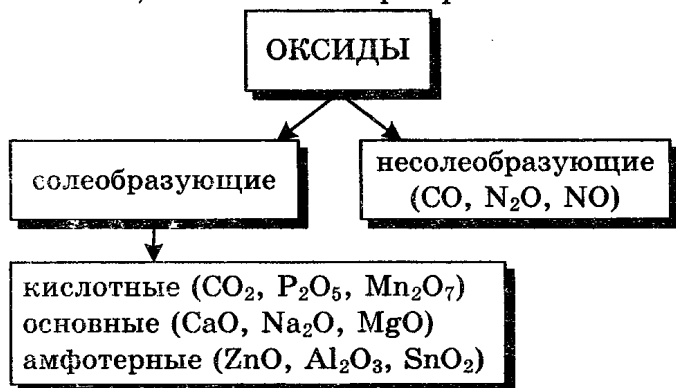 ОКСИДЫ
солеобразующие
несолеобразующие
(CO, N₂O, NO)
кислотные (CO₂, P₂O₅, Mn₂O₇)
основные (CaO, Na₂O, MgO)
амфотерные (ZnO, Al₂O₃, SnO₂)